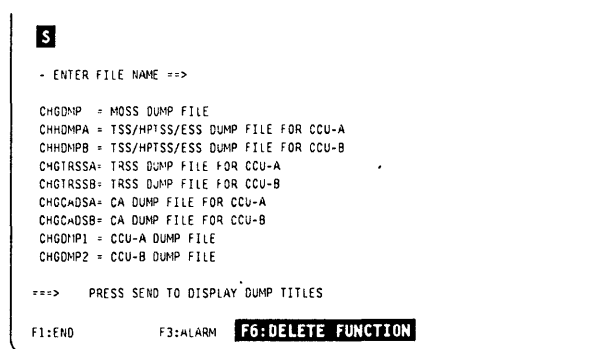 S
- ENTER FILE NAME ==>
CHGDMP = MOSS DUMP FILE
CHHDMPA = TSS/HPTSS/ESS DUMP FILE FOR CCU-A
CHHDMPB = TSS/HPTSS/ESS DUMP FILE FOR CCU-B
CHGTRSSA= TRSS DUMP FILE FOR CCU-A
CHGTRSSB= TRSS DUMP FILE FOR CCU-B
CHGCADSA= CA DUMP FILE FOR CCU-A
CHGCADSB= CA DUMP FILE FOR CCU-B
CHGDMP1 = CCU-A DUMP FILE
CHGDMP2 = CCU-B DUMP FILE
===> PRESS SEND TO DISPLAY DUMP TITLES
F1:END F3:ALARM F6:DELETE FUNCTION